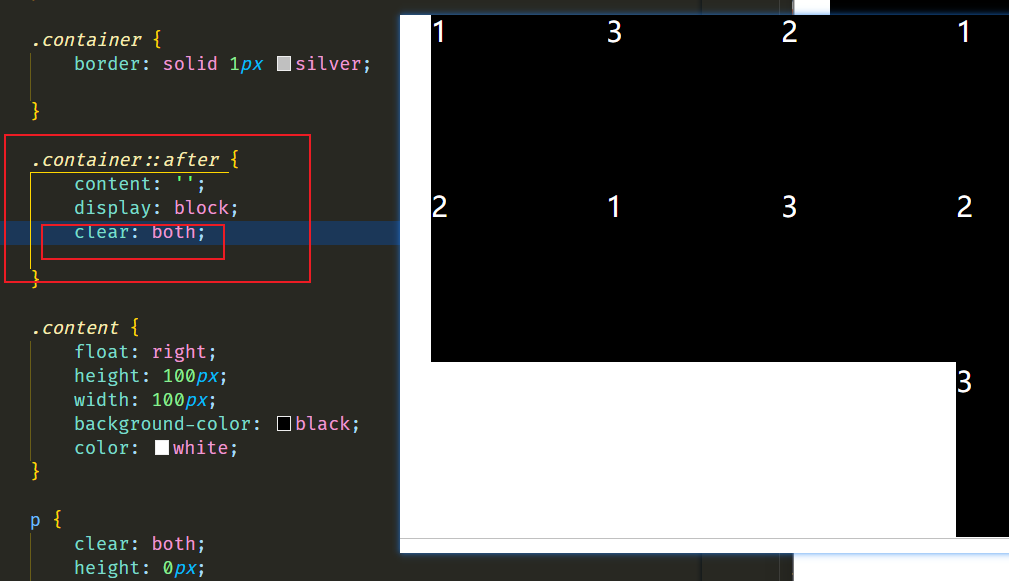 .container {
border: solid 1px silver;
}
.container::after {
content: '';
display: block;
clear: both;
}
.content {
float: right;
height: 100px;
width: 100px;
background-color: black;
color: white;
}
p {
clear: both;
height: 0px;
1 3 2 1
2 1 3 2
3